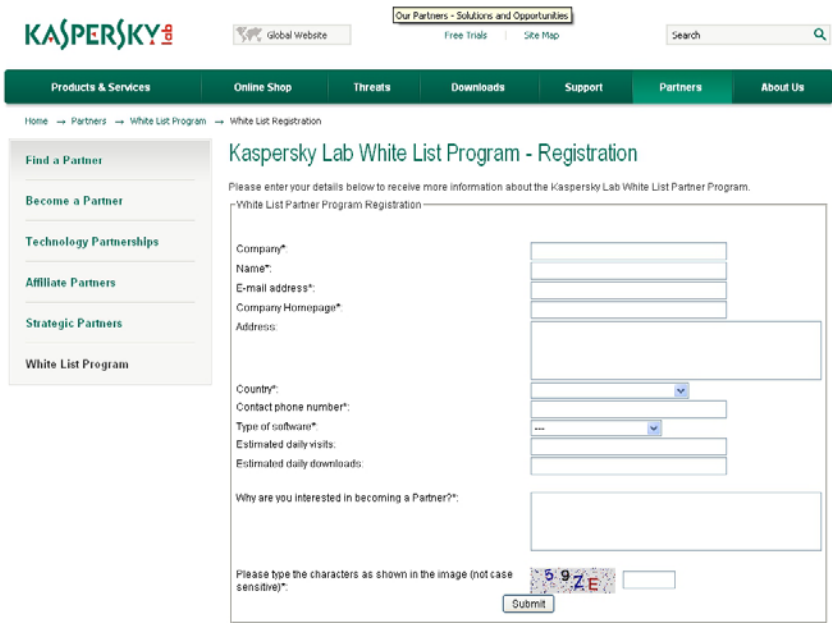 Our Partners - Solutions and Opportunities
KASPERSKY lab
Global Website
Free Trials
Site Map
Search
Products & Services
Online Shop
Threats
Downloads
Support
Partners
About Us
Home → Partners → White List Program → White List Registration
Find a Partner
Become a Partner
Technology Partnerships
Affiliate Partners
Strategic Partners
White List Program
Kaspersky Lab White List Program - Registration
Please enter your details below to receive more information about the Kaspersky Lab White List Partner Program.
White List Partner Program Registration
Company*:
Name*:
E-mail address*:
Company Homepage*:
Address:
Country*:
Contact phone number*:
Type of software*:
---
Estimated daily visits:
Estimated daily downloads:
Why are you interested in becoming a Partner?*:
Please type the characters as shown in the image (not case
sensitive)*:
59ZE
Submit